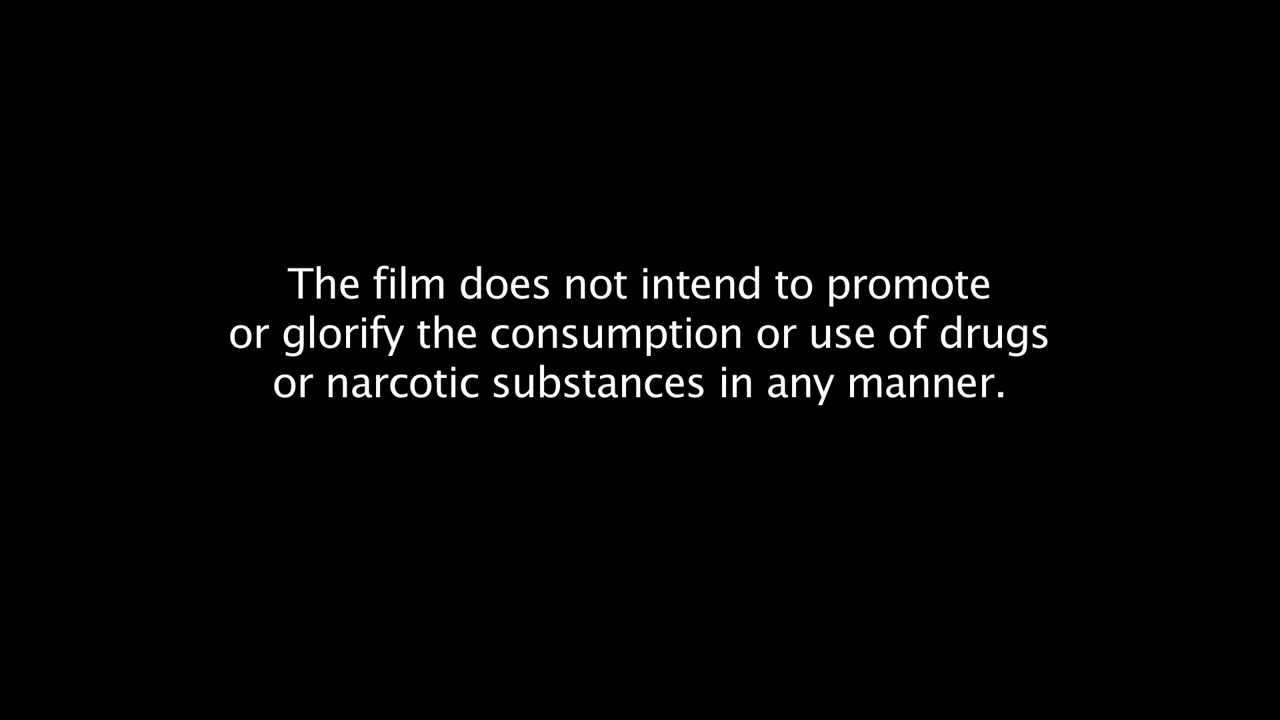 The film does not intend to promote
or glorify the consumption or use of drugs
or narcotic substances in any manner.